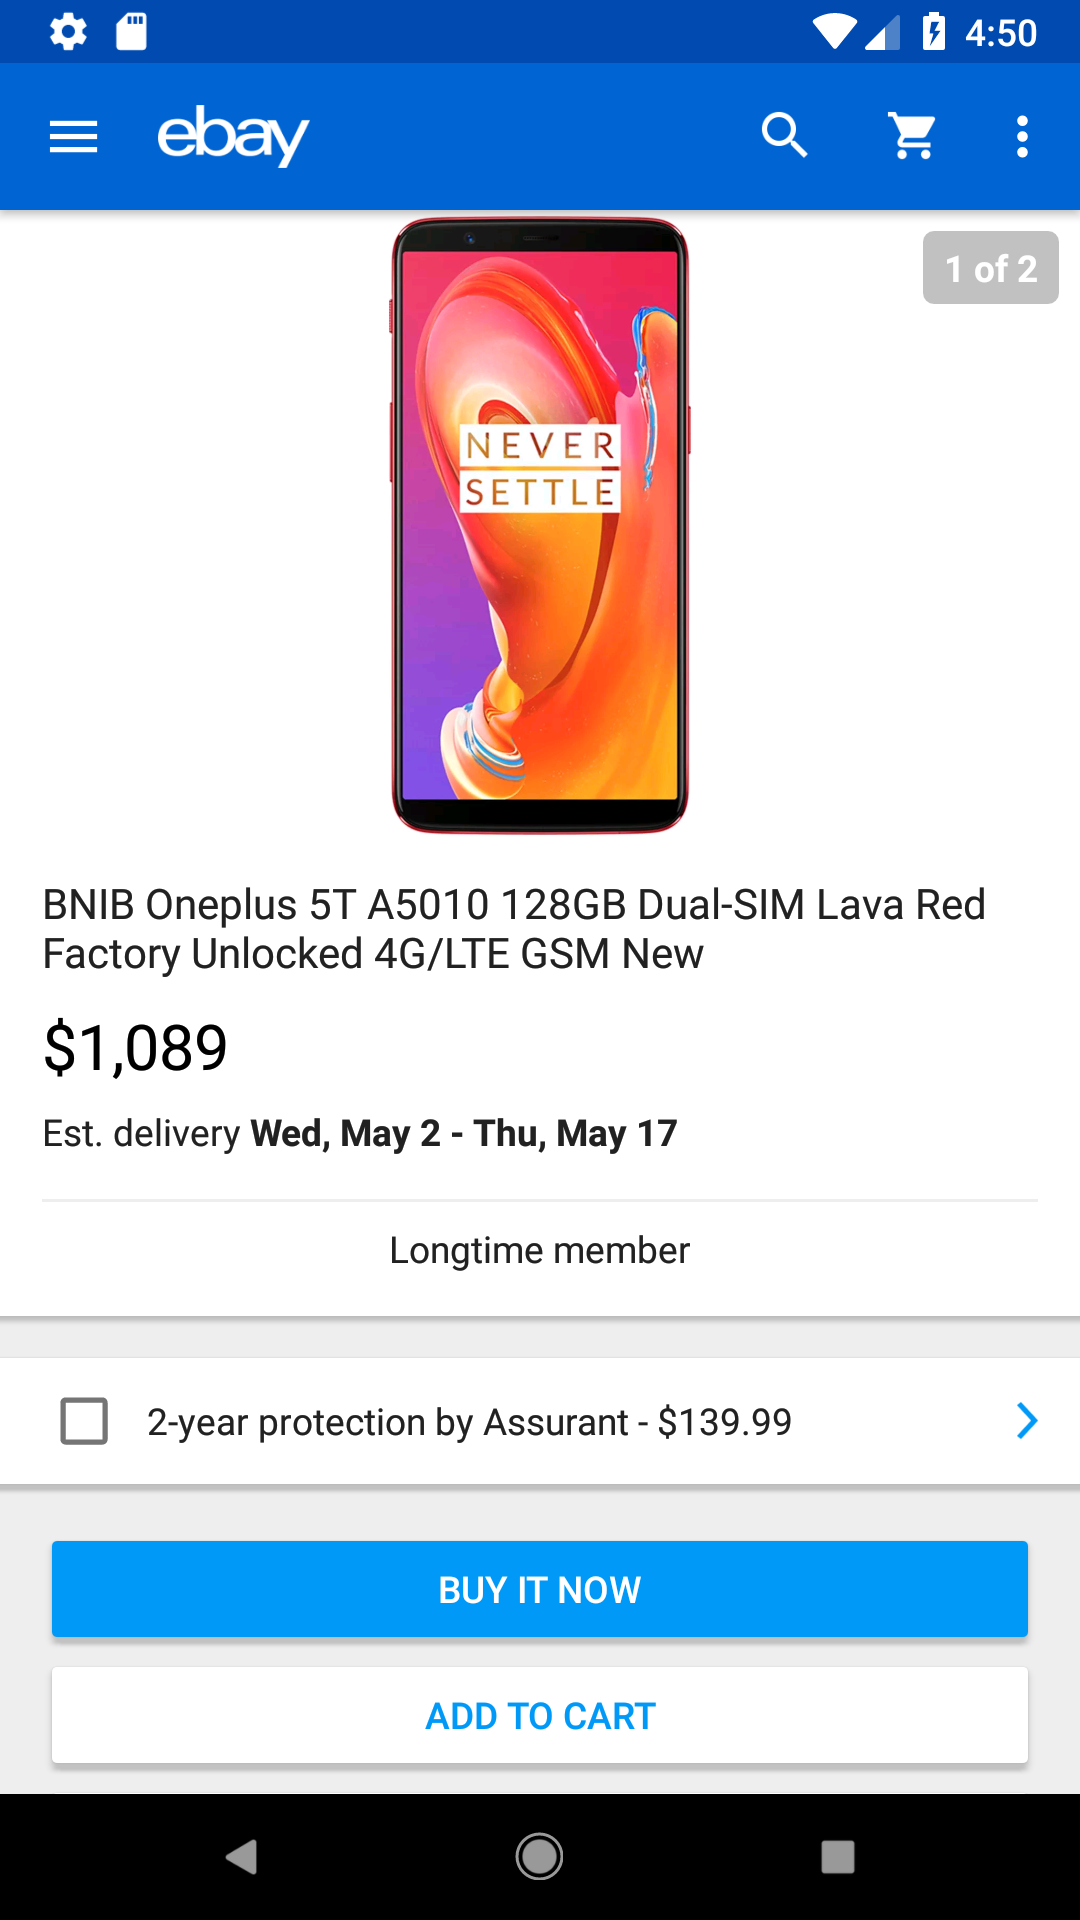 4:50
ebay
1 of 2
NEVER
SETTLE
BNIB Oneplus 5T A5010 128GB Dual-SIM Lava Red
Factory Unlocked 4G/LTE GSM New
$1,089
Est. delivery Wed, May 2 - Thu, May 17
Longtime member
2-year protection by Assurant - $139.99
BUY IT NOW
ADD TO CART